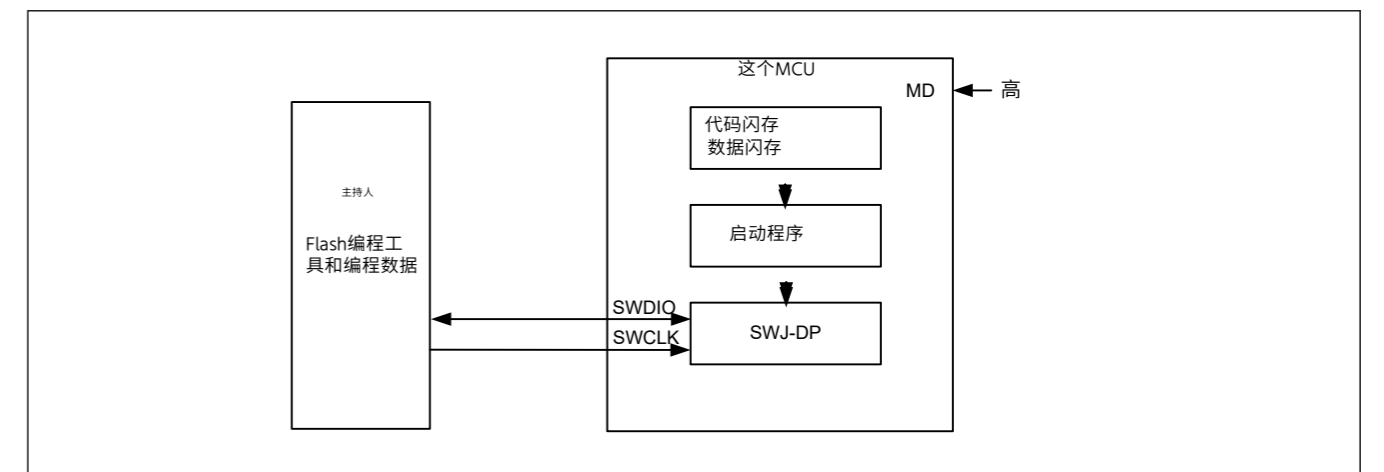 这个MCU
MD
高
代码闪存
数据闪存
主持人
启动程序
Flash编程工
具和编程数据
SWDIO
SWCLK
SWJ-DP